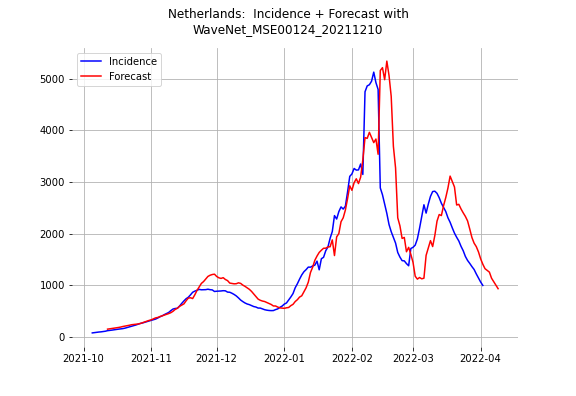 Netherlands:  Incidence + Forecast with
WaveNet_MSE00124_20211210
Incidence
Forecast
5000
4000
3000
2000
1000
0
2021-10 2021-11 2021-12 2022-01 2022-02 2022-03 2022-04